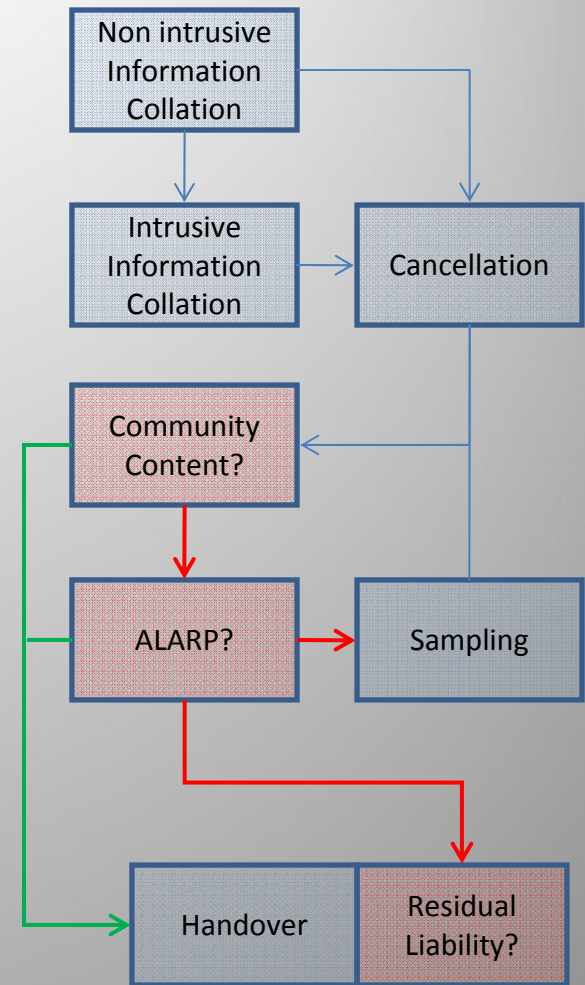 Non intrusive
Information
Collation
Intrusive
Information
Collation
Cancellation
Community
Content?
ALARP?
Sampling
Handover
Residual
Liability?